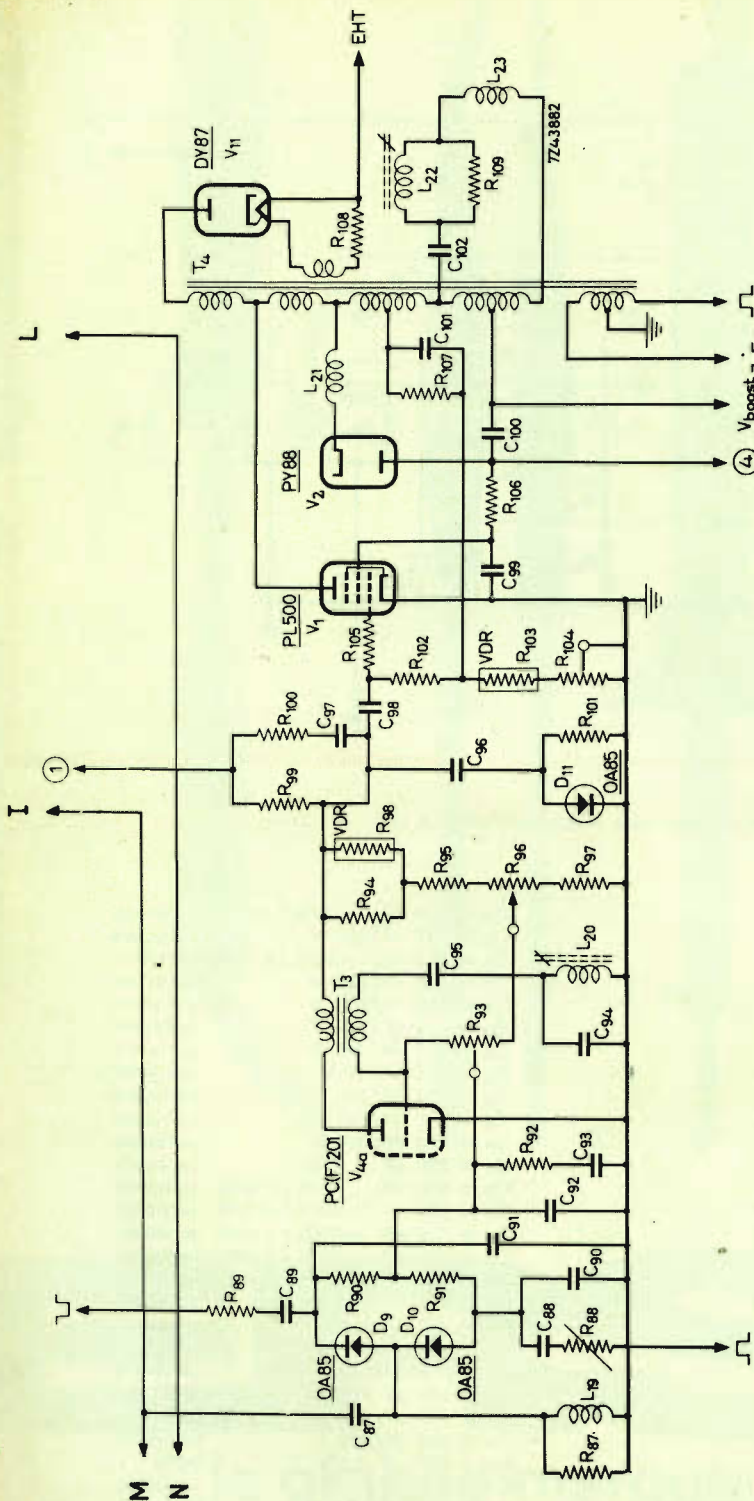 M
N
I
L
1
EHT
DY87
V11
T4
R108
L22
R109
L23
C102
7Z43882
PY88
V2
L21
R107
C101
C100
R106
C99
PL500
V1
R105
R102
VDR
R103
R104
R100
C97
R99
C98
C96
D11
OA85
R101
VDR
R98
R94
R95
R96
R97
T3
C95
L20
C94
R93
PC(F)201
V4a
R92
C93
C92
C91
R89
C89
R90
R91
D9
D10
OA85
OA85
C90
C88
R88
C87
L19
R87
4
Vboost